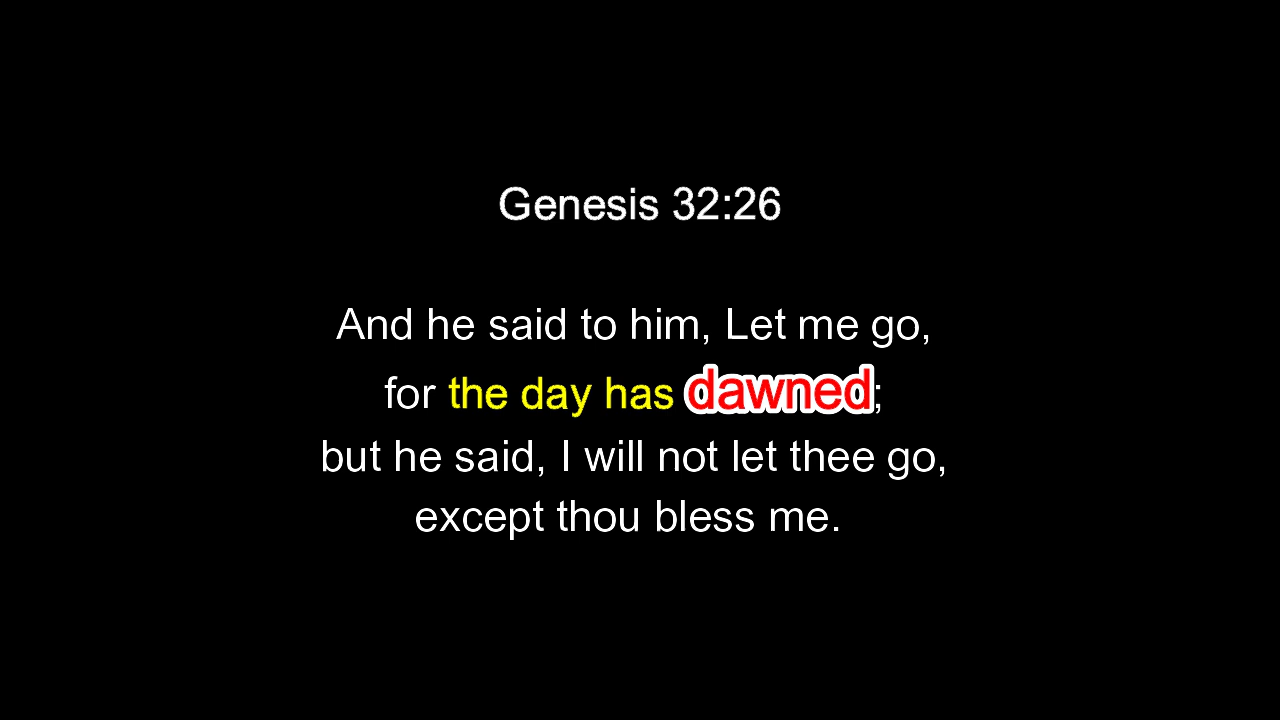 Genesis 32:26
And he said to him, Let me go,
for the day has dawned;
but he said, I will not let thee go,
except thou bless me.